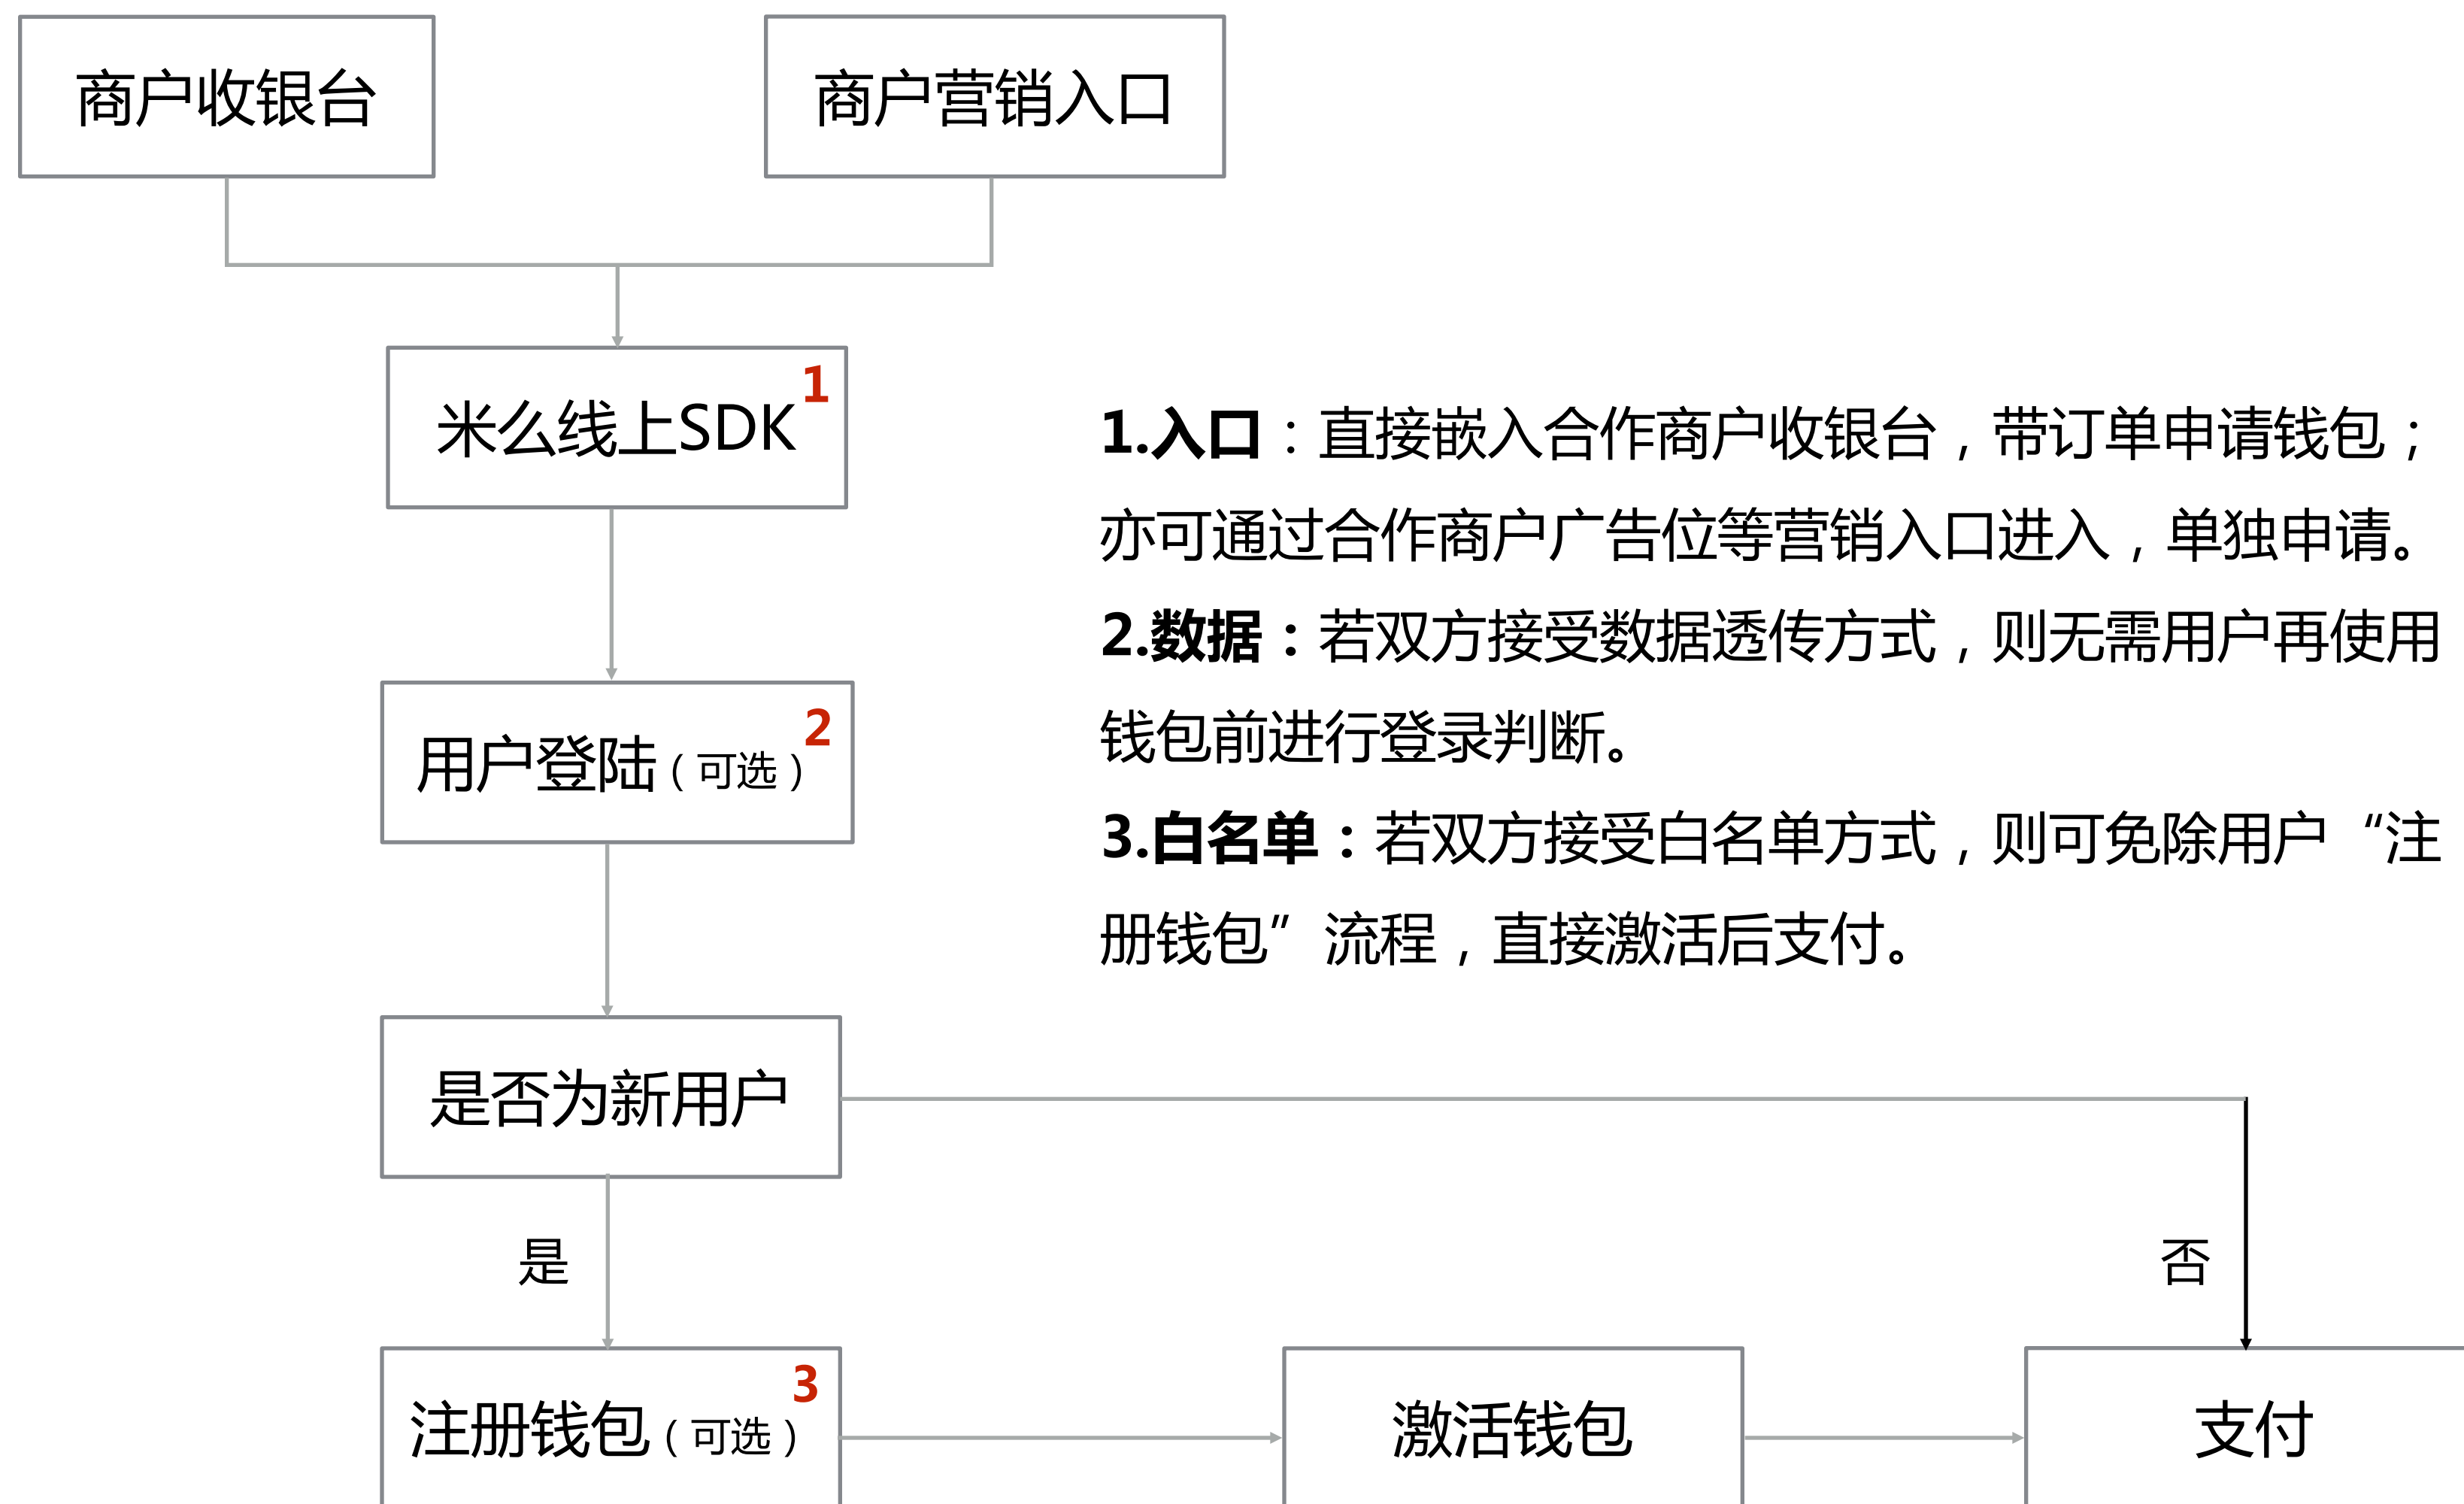 商户收银台
商户营销入口
米么线上SDK
1
用户登陆（可选）
2
1.入口：直接嵌入合作商户收银台，带订单申请钱包；
亦可通过合作商户广告位等营销入口进入，单独申请。
2.数据：若双方接受数据透传方式，则无需用户再使用
钱包前进行登录判断。
3.白名单：若双方接受白名单方式，则可免除用户“注
册钱包”流程，直接激活后支付。
是否为新用户
是
否
注册钱包（可选）
3
激活钱包
支付